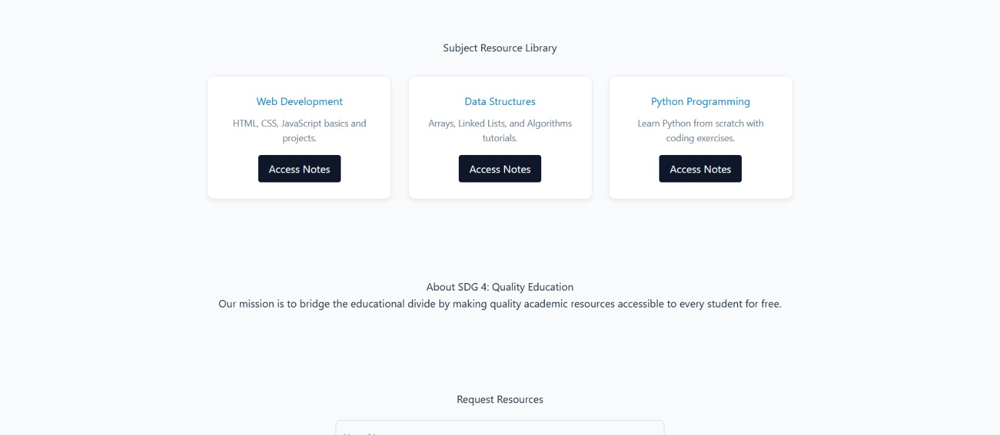 Subject Resource Library
Web Development
HTML, CSS, JavaScript basics and
projects.
Access Notes
Data Structures
Arrays, Linked Lists, and Algorithms
tutorials.
Access Notes
Python Programming
Learn Python from scratch with
coding exercises.
Access Notes
About SDG 4: Quality Education
Our mission is to bridge the educational divide by making quality academic resources accessible to every student for free.
Request Resources